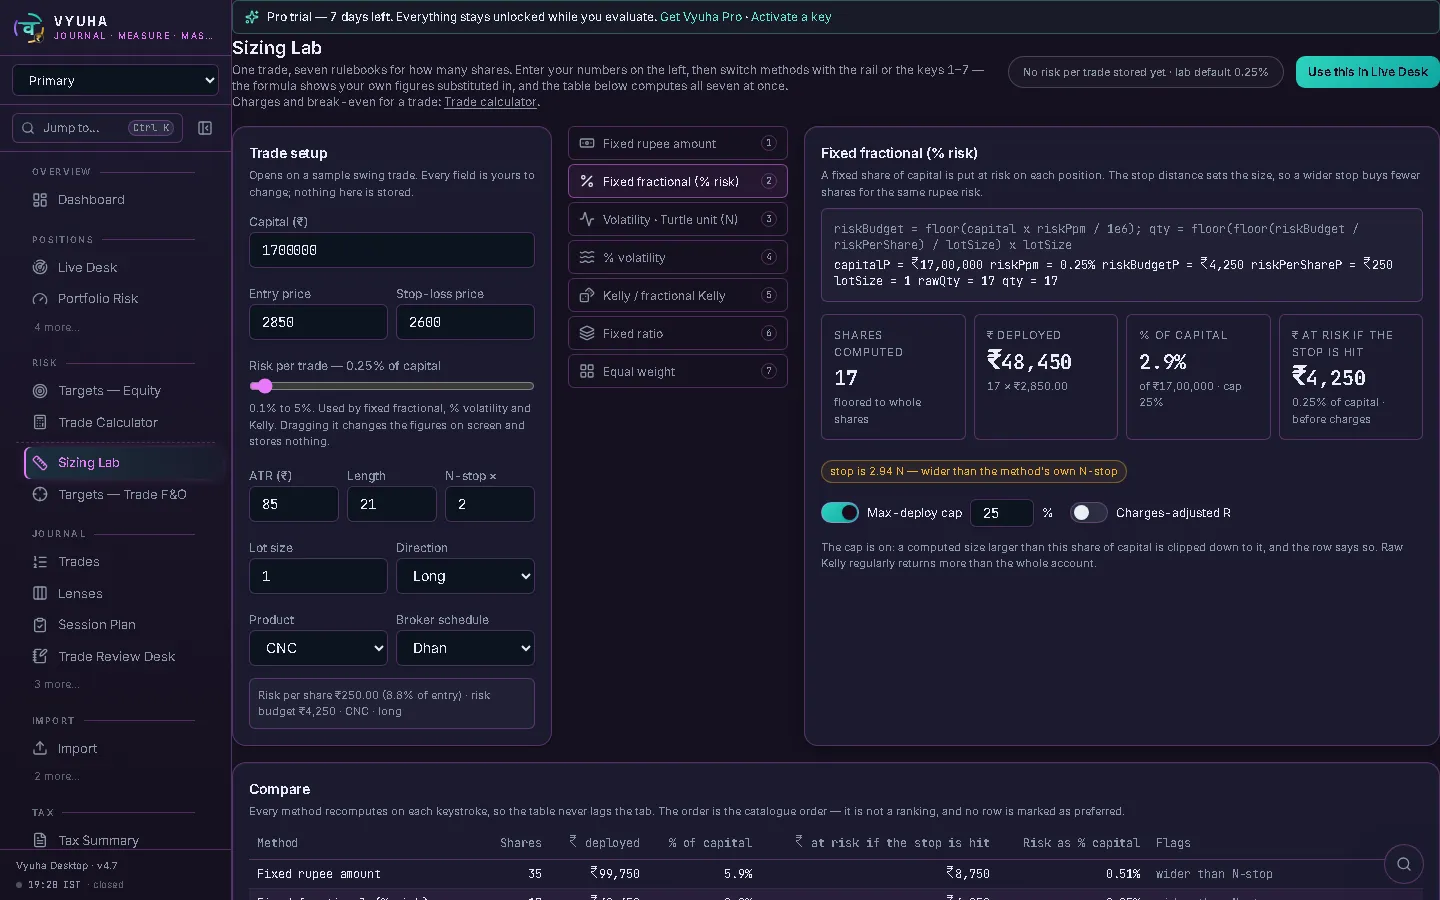 VYUHA
JOURNAL · MEASURE · MAS…
Primary
Jump to... Ctrl K
OVERVIEW
Dashboard
POSITIONS
Live Desk
Portfolio Risk
4 more...
RISK
Targets — Equity
Trade Calculator
Sizing Lab
Targets — Trade F&O
JOURNAL
Trades
Lenses
Session Plan
Trade Review Desk
3 more...
IMPORT
Import
2 more...
TAX
Tax Summary
Vyuha Desktop · v4.7
19:28 IST · closed
Pro trial — 7 days left. Everything stays unlocked while you evaluate. Get Vyuha Pro · Activate a key
Sizing Lab
One trade, seven rulebooks for how many shares. Enter your numbers on the left, then switch methods with the rail or the keys 1–7 —
the formula shows your own figures substituted in, and the table below computes all seven at once.
Charges and break-even for a trade: Trade calculator.
No risk per trade stored yet · lab default 0.25%
Use this in Live Desk
Trade setup
Opens on a sample swing trade. Every field is yours to
change; nothing here is stored.
Capital (₹)
1700000
Entry price Stop-loss price
2850 2600
Risk per trade — 0.25% of capital
0.1% to 5%. Used by fixed fractional, % volatility and
Kelly. Dragging it changes the figures on screen and
stores nothing.
ATR (₹) Length N-stop ×
85 21 2
Lot size Direction
1 Long
Product Broker schedule
CNC Dhan
Risk per share ₹250.00 (8.8% of entry) · risk
budget ₹4,250 · CNC · long
Fixed rupee amount 1
Fixed fractional (% risk) 2
Volatility · Turtle unit (N) 3
% volatility 4
Kelly / fractional Kelly 5
Fixed ratio 6
Equal weight 7
Fixed fractional (% risk)
A fixed share of capital is put at risk on each position. The stop distance sets the size, so a wider stop buys fewer
shares for the same rupee risk.
riskBudget = floor(capital x riskPpm / 1e6); qty = floor(floor(riskBudget /
riskPerShare) / lotSize) x lotSize
capitalP = ₹17,00,000 riskPpm = 0.25% riskBudgetP = ₹4,250 riskPerShareP = ₹250
lotSize = 1 rawQty = 17 qty = 17
SHARES
COMPUTED
17
floored to whole
shares
₹ DEPLOYED
₹48,450
17 × ₹2,850.00
% OF CAPITAL
2.9%
of ₹17,00,000 · cap
25%
₹ AT RISK IF THE
STOP IS HIT
₹4,250
0.25% of capital ·
before charges
stop is 2.94 N — wider than the method's own N-stop
Max-deploy cap 25 % Charges-adjusted R
The cap is on: a computed size larger than this share of capital is clipped down to it, and the row says so. Raw
Kelly regularly returns more than the whole account.
Compare
Every method recomputes on each keystroke, so the table never lags the tab. The order is the catalogue order — it is not a ranking, and no row is marked as preferred.
Method Shares ₹ deployed % of capital ₹ at risk if the stop is hit Risk as % capital Flags
Fixed rupee amount 35 ₹99,750 5.9% ₹8,750 0.51% wider than N-stop